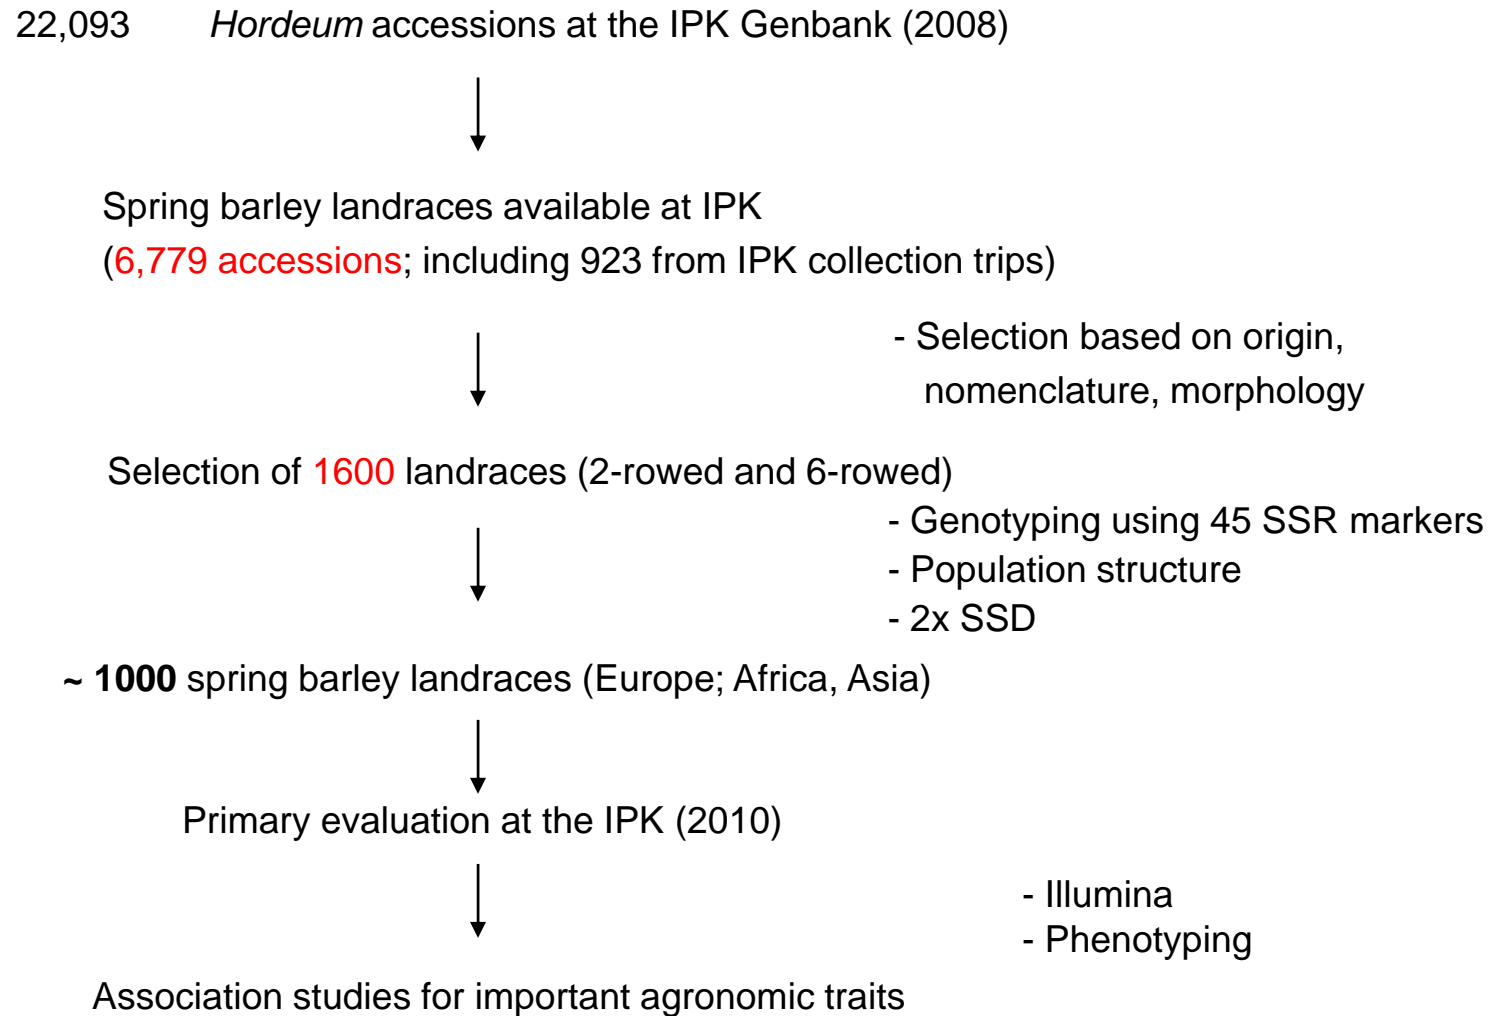 22,093 Hordeum accessions at the IPK Genbank (2008)
Spring barley landraces available at IPK
(6,779 accessions; including 923 from IPK collection trips)
- Selection based on origin,
nomenclature, morphology
Selection of 1600 landraces (2-rowed and 6-rowed)
- Genotyping using 45 SSR markers
- Population structure
- 2x SSD
~ 1000 spring barley landraces (Europe; Africa, Asia)
Primary evaluation at the IPK (2010)
- Illumina
- Phenotyping
Association studies for important agronomic traits